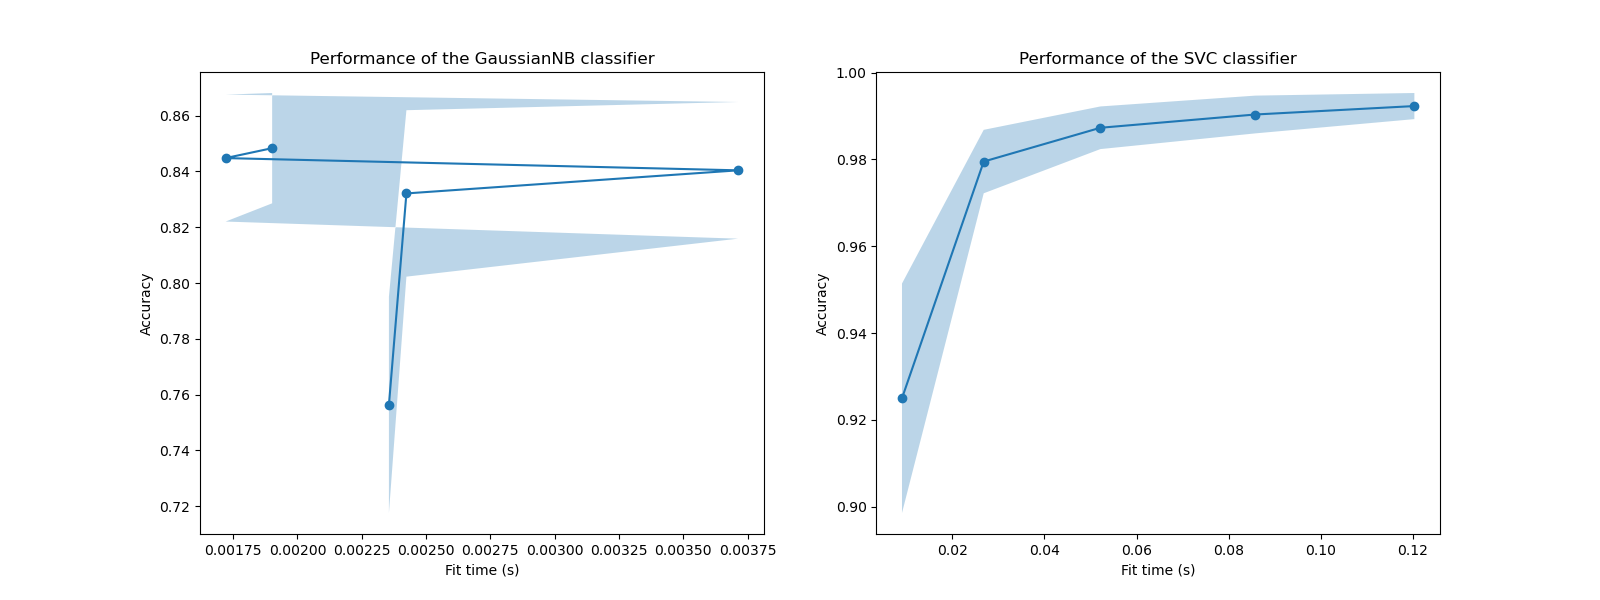 Performance of the GaussianNB classifier
Accuracy
0.86
0.84
0.82
0.80
0.78
0.76
0.74
0.72
0.00175 0.00200 0.00225 0.00250 0.00275 0.00300 0.00325 0.00350 0.00375
Fit time (s)
Performance of the SVC classifier
Accuracy
1.00
0.98
0.96
0.94
0.92
0.90
0.02 0.04 0.06 0.08 0.10 0.12
Fit time (s)